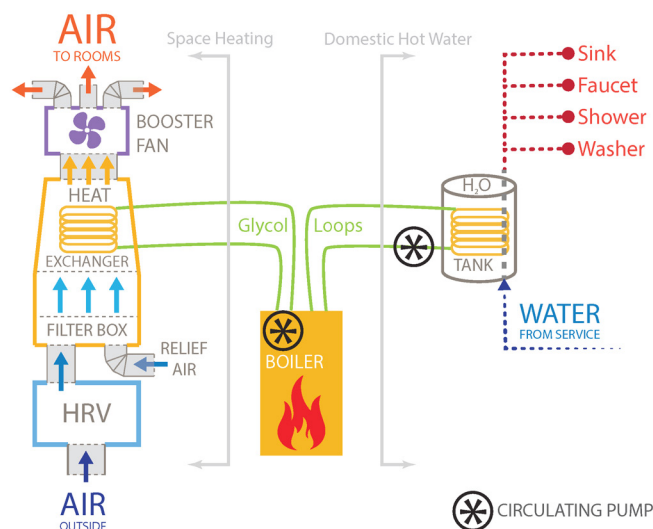 AIR
TO ROOMS
Space Heating
Domestic Hot Water
Sink
Faucet
Shower
Washer
BOOSTER
FAN
HEAT
EXCHANGER
Glycol
Loops
H₂O
TANK
FILTER BOX
RELIEF
AIR
WATER
FROM SERVICE
BOILER
HRV
AIR
OUTSIDE
CIRCULATING PUMP